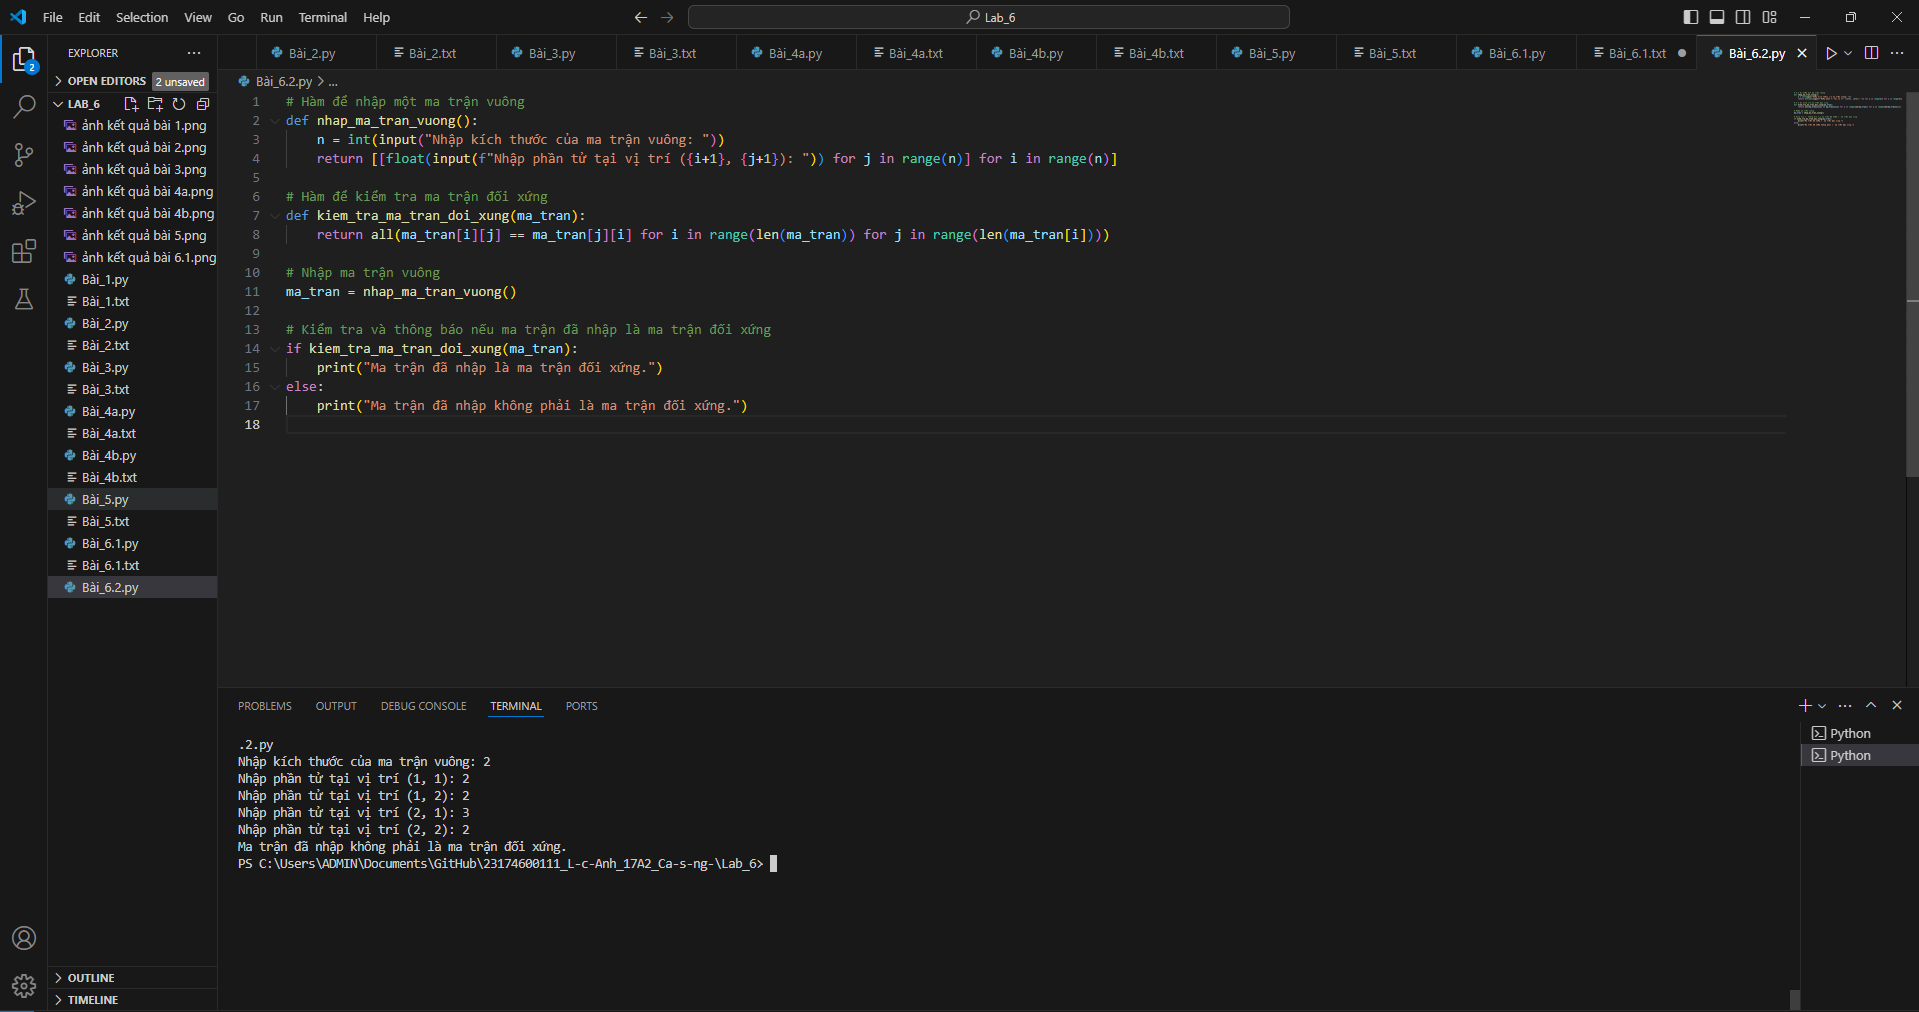 File Edit Selection View Go Run Terminal Help
Lab_6
EXPLORER
Bài_2.py Bài_2.txt Bài_3.py Bài_3.txt Bài_4a.py Bài_4a.txt Bài_4b.py Bài_4b.txt Bài_5.py Bài_5.txt Bài_6.1.py Bài_6.1.txt Bài_6.2.py
2
OPEN EDITORS 2 unsaved
LAB_6
ảnh kết quả bài 1.png
ảnh kết quả bài 2.png
ảnh kết quả bài 3.png
ảnh kết quả bài 4a.png
ảnh kết quả bài 4b.png
ảnh kết quả bài 5.png
ảnh kết quả bài 6.1.png
Bài_1.py
Bài_1.txt
Bài_2.py
Bài_2.txt
Bài_3.py
Bài_3.txt
Bài_4a.py
Bài_4a.txt
Bài_4b.py
Bài_4b.txt
Bài_5.py
Bài_5.txt
Bài_6.1.py
Bài_6.1.txt
Bài_6.2.py
OUTLINE
TIMELINE
Bài_6.2.py > ...
1 # Hàm để nhập một ma trận vuông
2 def nhap_ma_tran_vuong():
3     n = int(input("Nhập kích thước của ma trận vuông: "))
4     return [[float(input(f"Nhập phần tử tại vị trí ({i+1}, {j+1}): ")) for j in range(n)] for i in range(n)]
5
6 # Hàm để kiểm tra ma trận đối xứng
7 def kiem_tra_ma_tran_doi_xung(ma_tran):
8     return all(ma_tran[i][j] == ma_tran[j][i] for i in range(len(ma_tran)) for j in range(len(ma_tran[i])))
9
10 # Nhập ma trận vuông
11 ma_tran = nhap_ma_tran_vuong()
12
13 # Kiểm tra và thông báo nếu ma trận đã nhập là ma trận đối xứng
14 if kiem_tra_ma_tran_doi_xung(ma_tran):
15     print("Ma trận đã nhập là ma trận đối xứng.")
16 else:
17     print("Ma trận đã nhập không phải là ma trận đối xứng.")
18
PROBLEMS OUTPUT DEBUG CONSOLE TERMINAL PORTS
.2.py
Nhập kích thước của ma trận vuông: 2
Nhập phần tử tại vị trí (1, 1): 2
Nhập phần tử tại vị trí (1, 2): 2
Nhập phần tử tại vị trí (2, 1): 3
Nhập phần tử tại vị trí (2, 2): 2
Ma trận đã nhập không phải là ma trận đối xứng.
PS C:\Users\ADMIN\Documents\GitHub\23174600111_L-c-Anh_17A2_Ca-s-ng-\Lab_6>
Python
Python